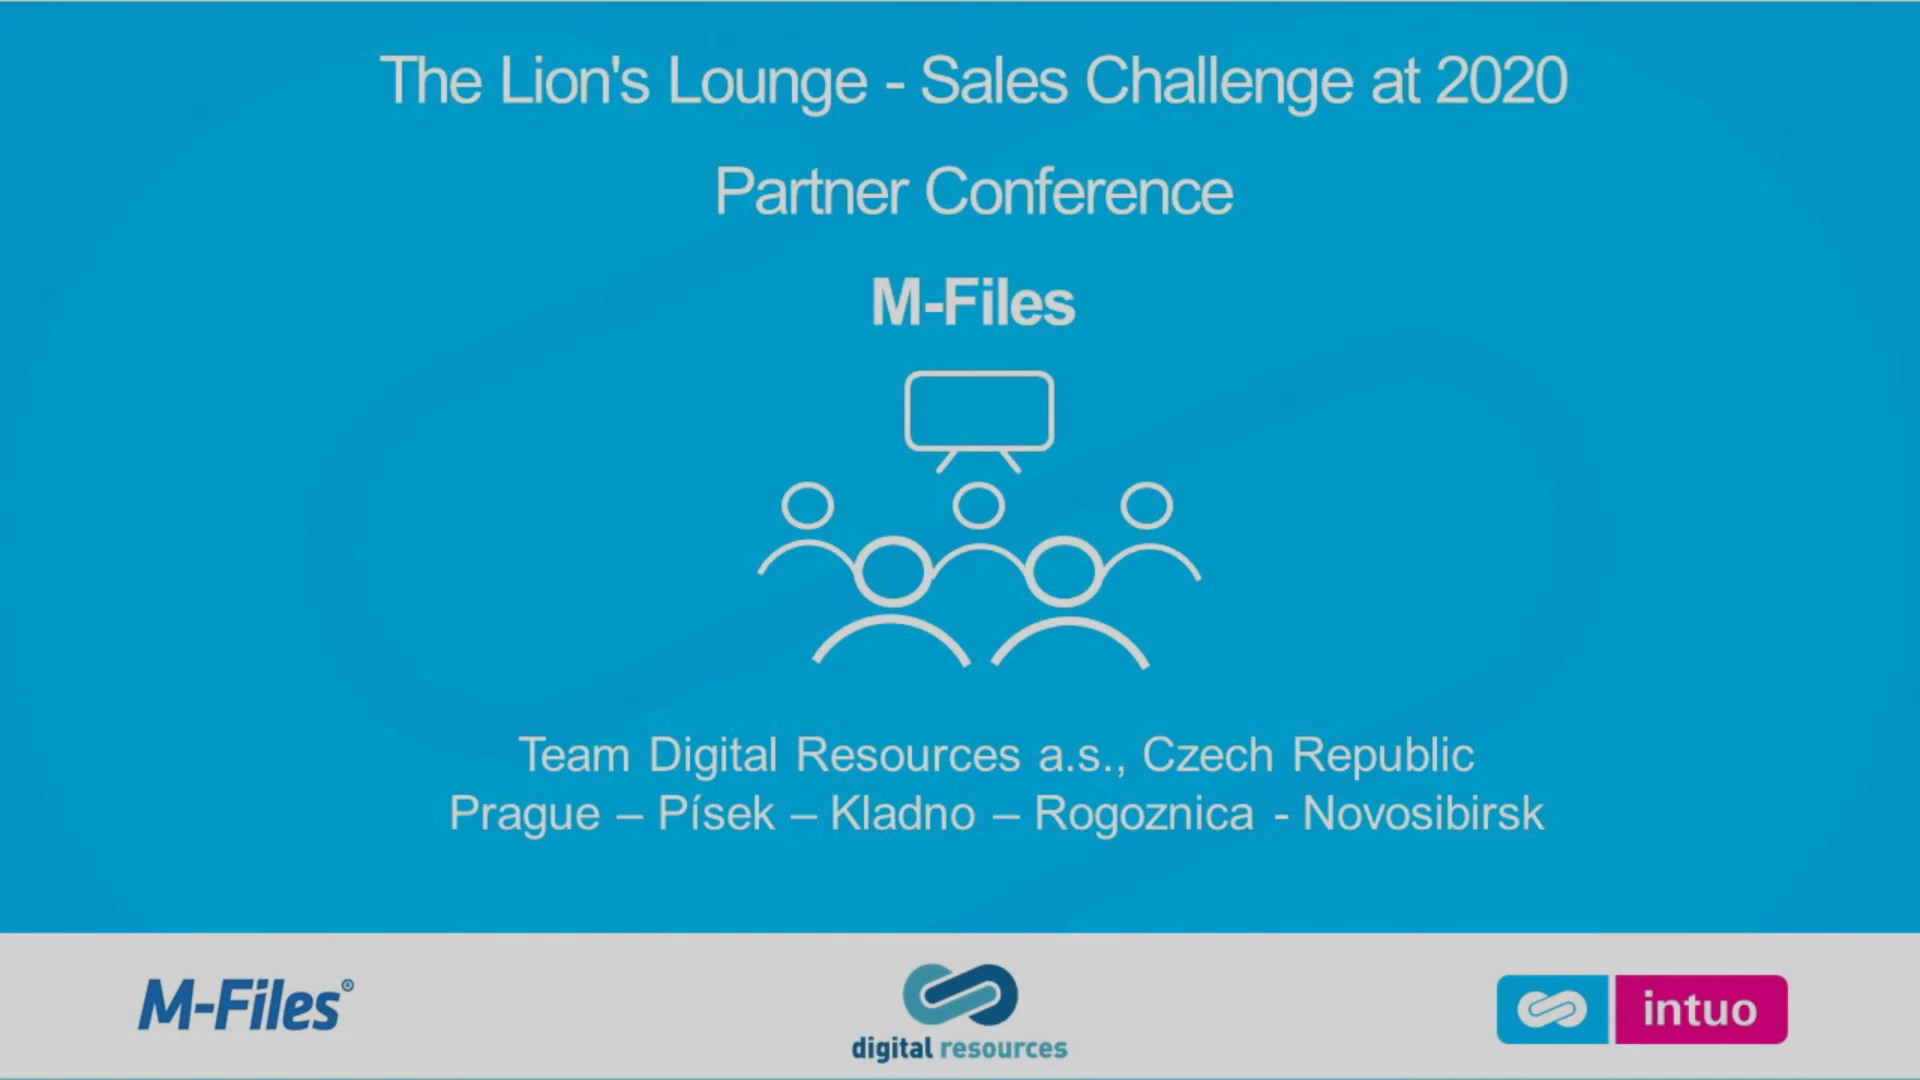 The Lion's Lounge - Sales Challenge at 2020
Partner Conference
M-Files
Team Digital Resources a.s., Czech Republic
Prague – Písek – Kladno – Rogoznica - Novosibirsk
M-Files®
digital resources
intuo